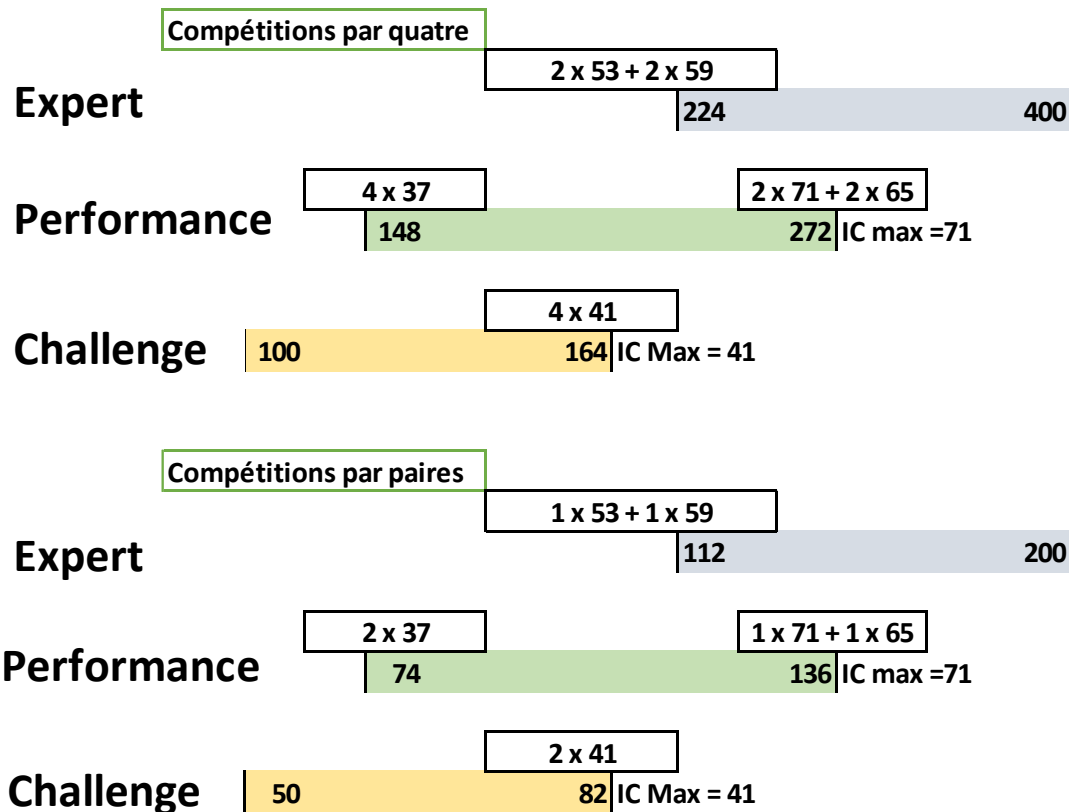 Compétitions par quatre
2 x 53 + 2 x 59
Expert
224 400
4 x 37 2 x 71 + 2 x 65
Performance
148 272 IC max =71
4 x 41
Challenge 100 164 IC Max = 41
Compétitions par paires
1 x 53 + 1 x 59
Expert
112 200
2 x 37 1 x 71 + 1 x 65
Performance 74 136 IC max =71
2 x 41
Challenge 50 82 IC Max = 41